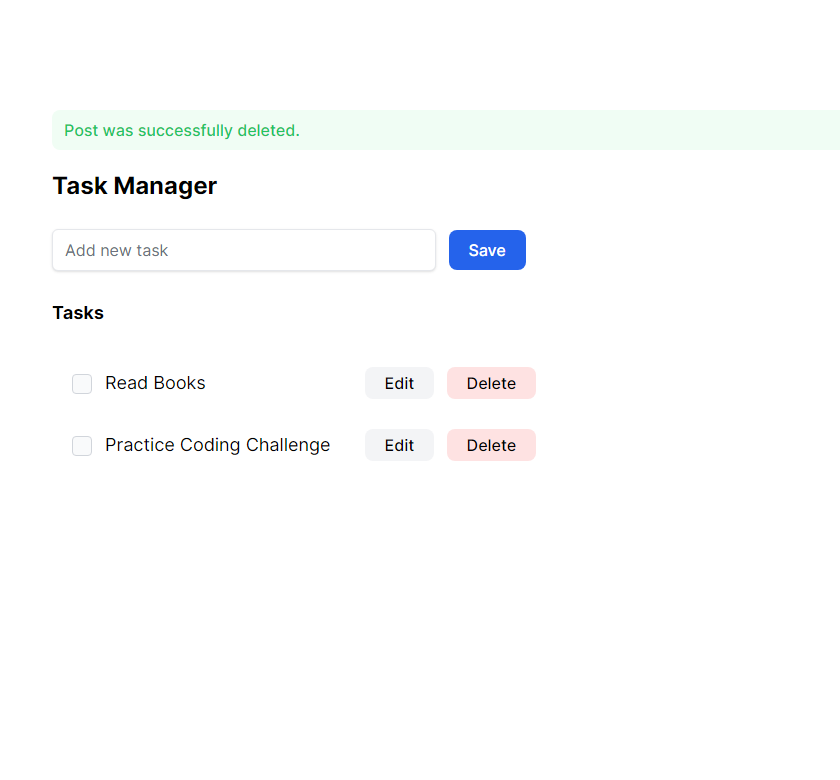 Post was successfully deleted.
Task Manager
Add new task Save
Tasks
Read Books Edit Delete
Practice Coding Challenge Edit Delete